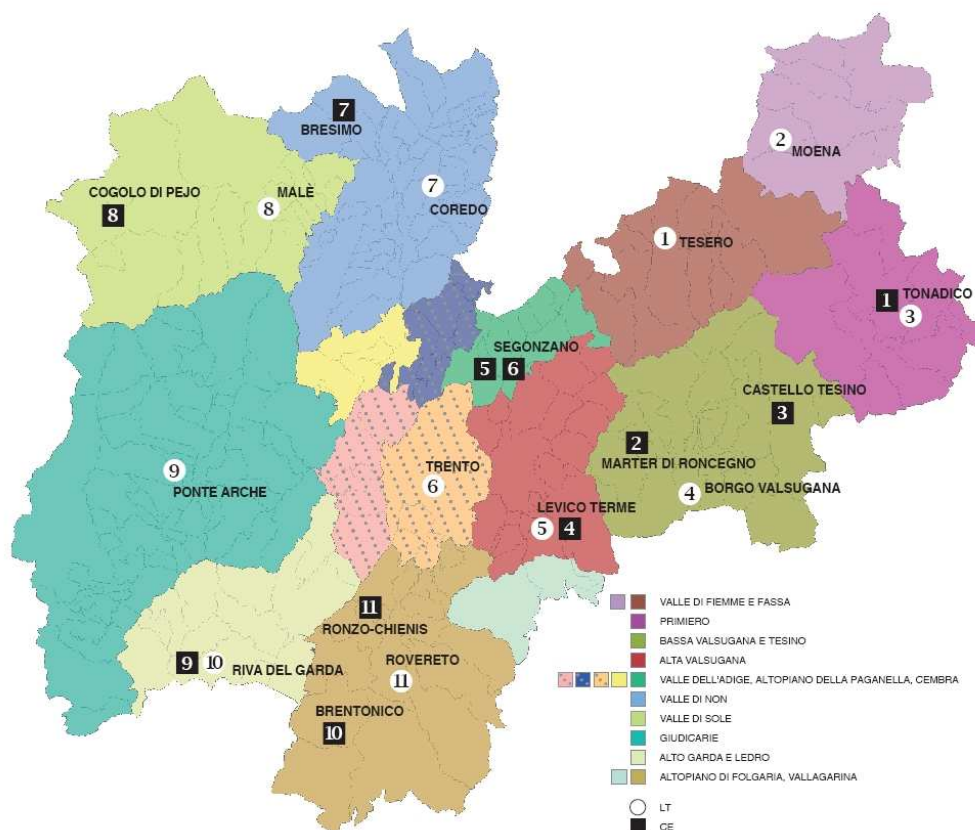 7
BRESIMO
2
MOENA
COGOLO DI PEJO
8
MALÈ
8
7
COREDO
1
TESERO
1
TONADICO
3
SEGONZANO
5
6
CASTELLO TESINO
3
2
MARTER DI RONCEGNO
9
PONTE ARCHE
TRENTO
6
4
BORGO VALSUGANA
LEVICO TERME
5
4
11
RONZO-CHIENIS
9
10
RIVA DEL GARDA
ROVERETO
11
BRENTONICO
10
VALLE DI FIEMME E FASSA
PRIMIERO
BASSA VALSUGANA E TESINO
ALTA VALSUGANA
VALLE DELL'ADIGE, ALTOPIANO DELLA PAGANELLA, CEMBRA
VALLE DI NON
VALLE DI SOLE
GIUDICARIE
ALTO GARDA E LEDRO
ALTOPIANO DI FOLGARIA, VALLAGARINA
LT
CE